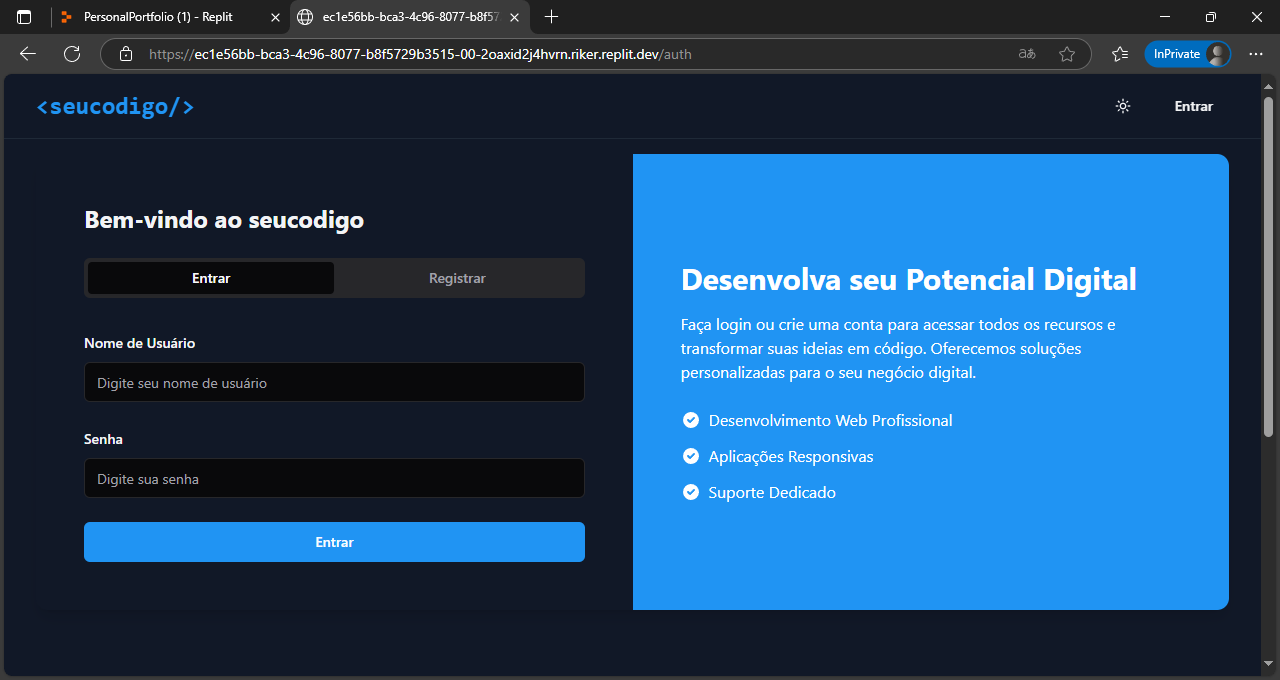 PersonalPortfolio (1) - Replit
ec1e56bb-bca3-4c96-8077-b8f57
https://ec1e56bb-bca3-4c96-8077-b8f5729b3515-00-2oaxid2j4hvrn.riker.replit.dev/auth
aあ
InPrivate
<seucodigo/>
Entrar
Bem-vindo ao seucodigo
Entrar
Registrar
Nome de Usuário
Digite seu nome de usuário
Senha
Digite sua senha
Entrar
Desenvolva seu Potencial Digital
Faça login ou crie uma conta para acessar todos os recursos e
transformar suas ideias em código. Oferecemos soluções
personalizadas para o seu negócio digital.
Desenvolvimento Web Profissional
Aplicações Responsivas
Suporte Dedicado